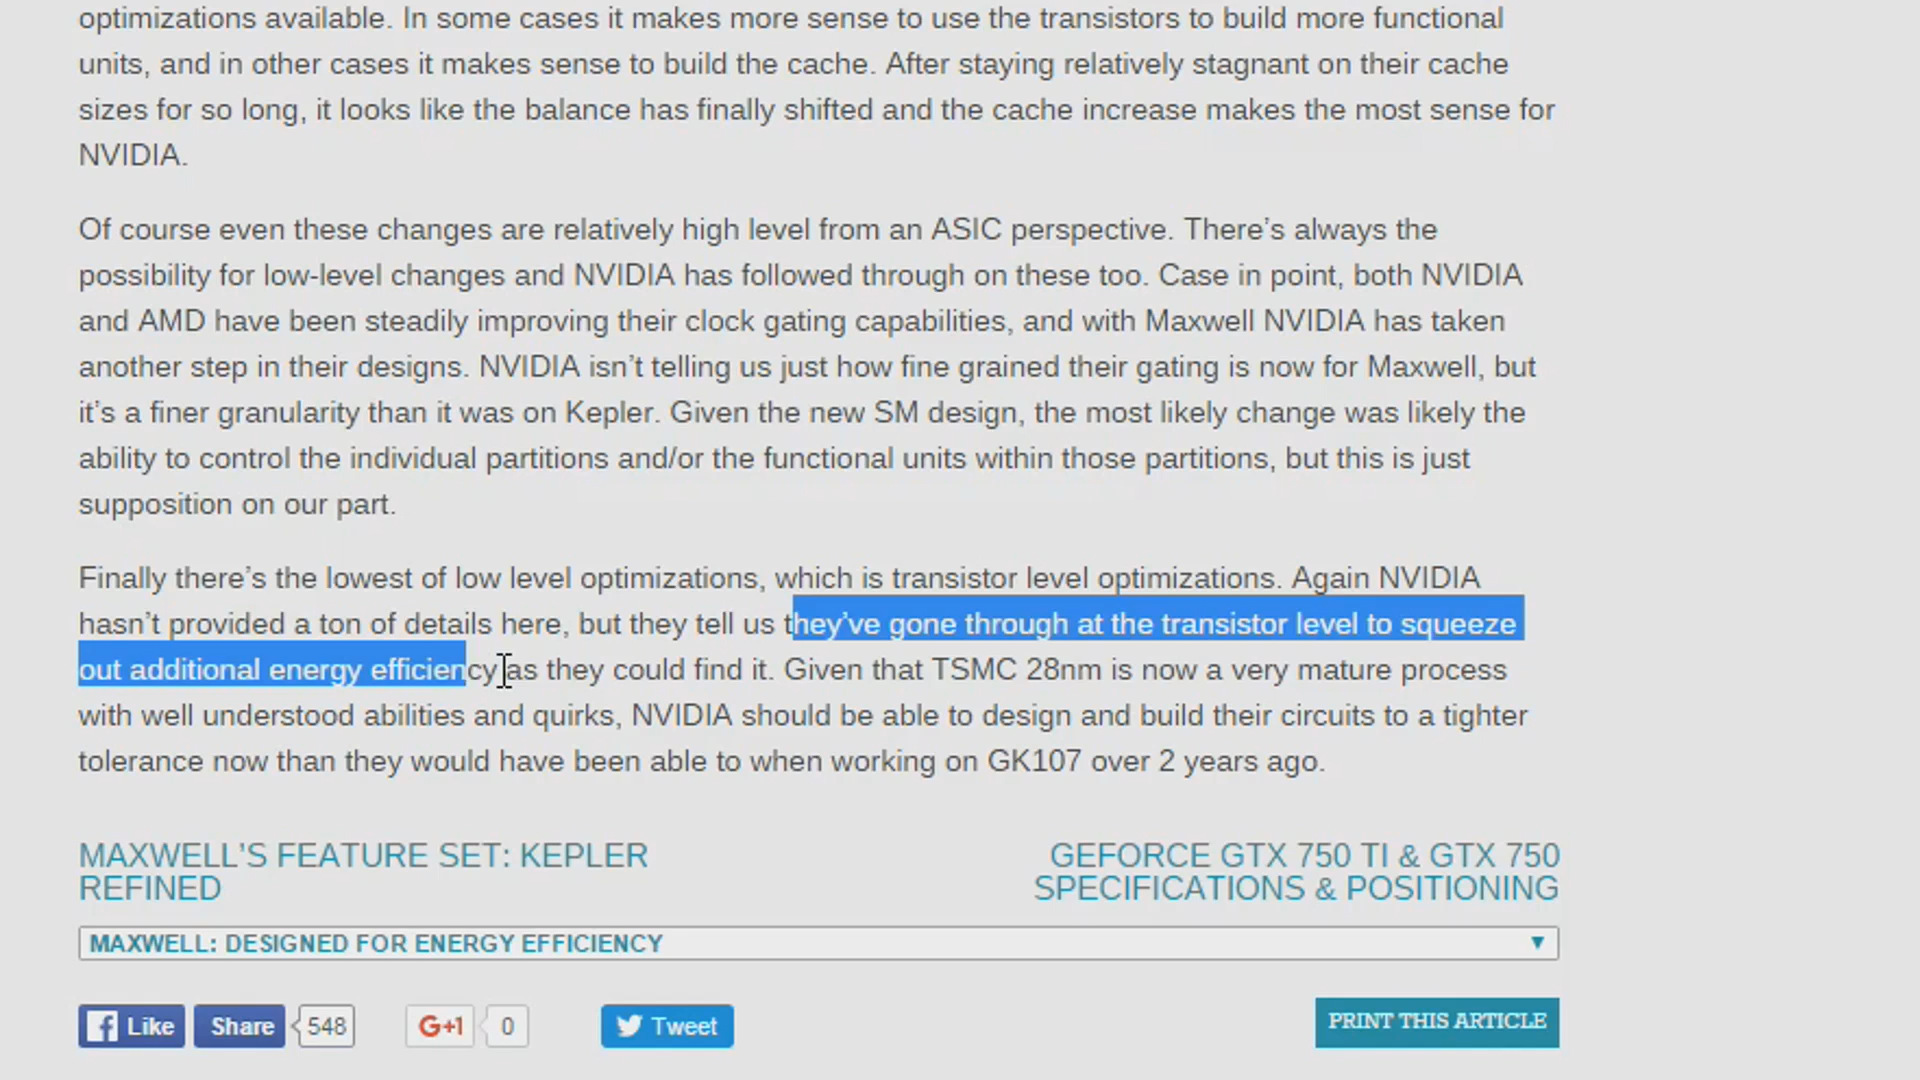 optimizations available. In some cases it makes more sense to use the transistors to build more functional
units, and in other cases it makes sense to build the cache. After staying relatively stagnant on their cache
sizes for so long, it looks like the balance has finally shifted and the cache increase makes the most sense for
NVIDIA.
Of course even these changes are relatively high level from an ASIC perspective. There’s always the
possibility for low-level changes and NVIDIA has followed through on these too. Case in point, both NVIDIA
and AMD have been steadily improving their clock gating capabilities, and with Maxwell NVIDIA has taken
another step in their designs. NVIDIA isn’t telling us just how fine grained their gating is now for Maxwell, but
it’s a finer granularity than it was on Kepler. Given the new SM design, the most likely change was likely the
ability to control the individual partitions and/or the functional units within those partitions, but this is just
supposition on our part.
Finally there’s the lowest of low level optimizations, which is transistor level optimizations. Again NVIDIA
hasn’t provided a ton of details here, but they tell us they’ve gone through at the transistor level to squeeze
out additional energy efficiency as they could find it. Given that TSMC 28nm is now a very mature process
with well understood abilities and quirks, NVIDIA should be able to design and build their circuits to a tighter
tolerance now than they would have been able to when working on GK107 over 2 years ago.
MAXWELL’S FEATURE SET: KEPLER
REFINED
GEFORCE GTX 750 TI & GTX 750
SPECIFICATIONS & POSITIONING
MAXWELL: DESIGNED FOR ENERGY EFFICIENCY
Like Share 548 G+1 0 Tweet PRINT THIS ARTICLE